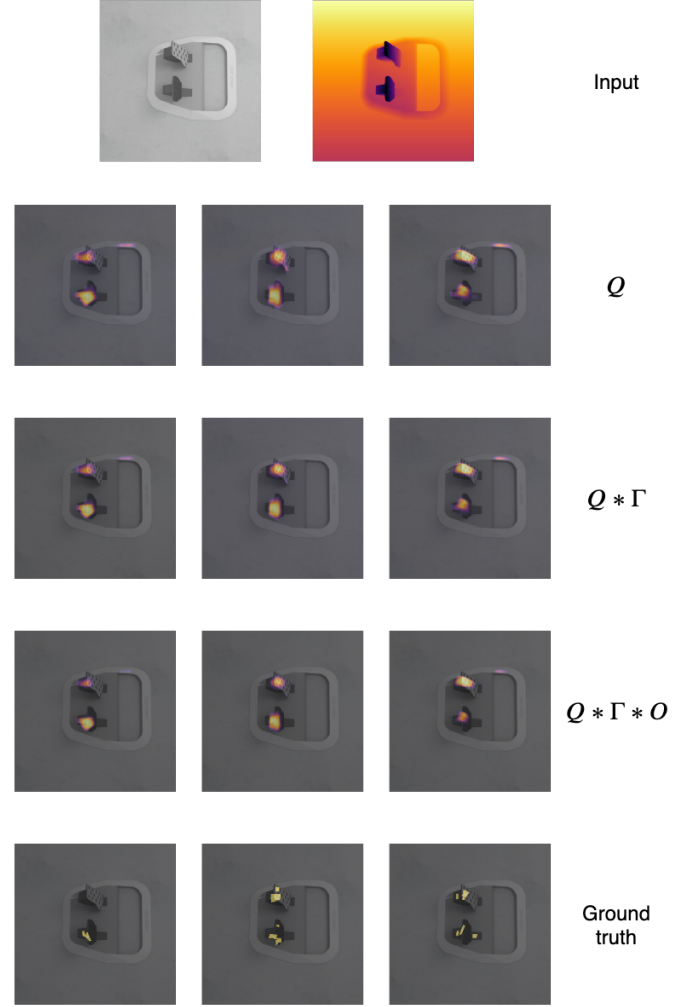 Input
Q
Q ∗ Γ
Q ∗ Γ ∗ O
Ground
truth